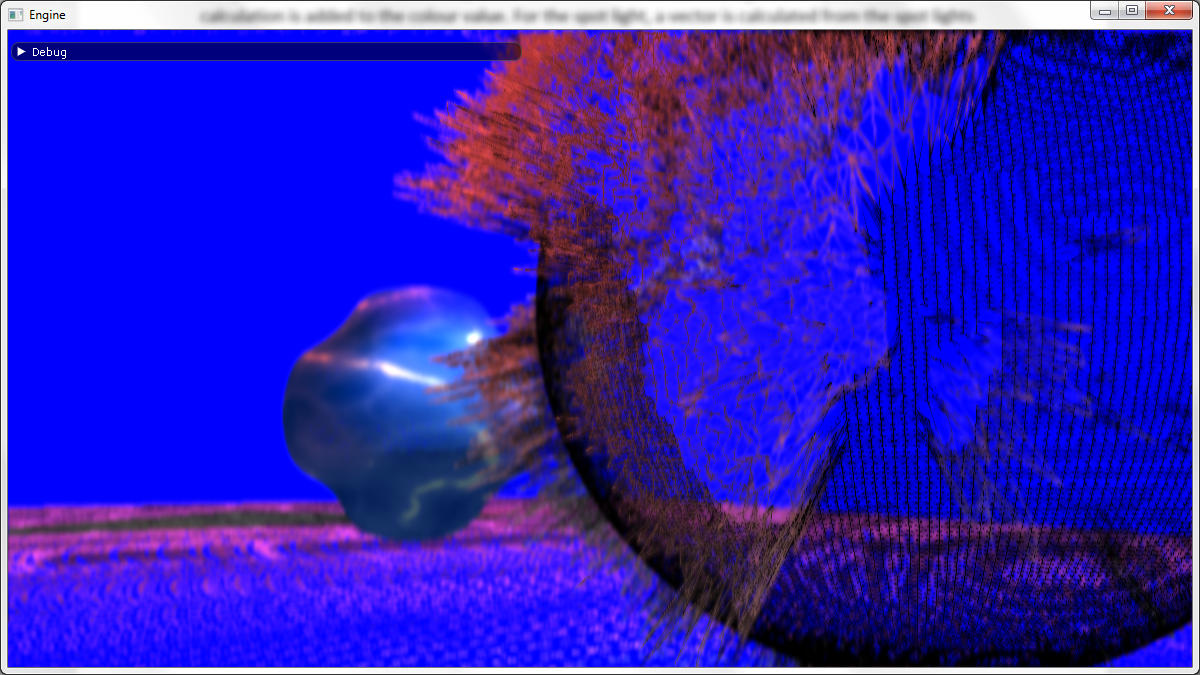 calculation is added to the colour value. For the spot light, a vector is calculated from the spot lights
Engine
Debug